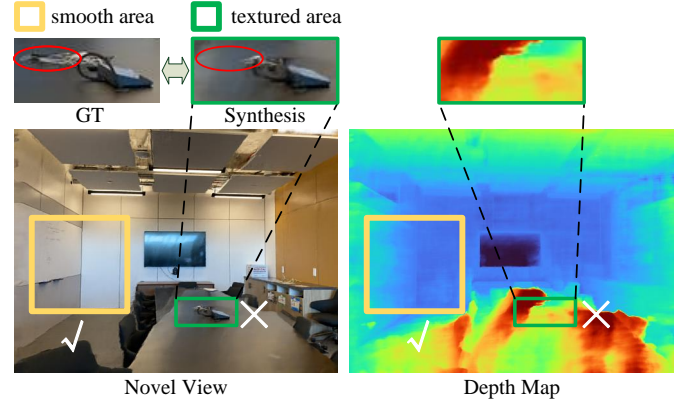 smooth area
textured area
GT
Synthesis
Novel View
Depth Map